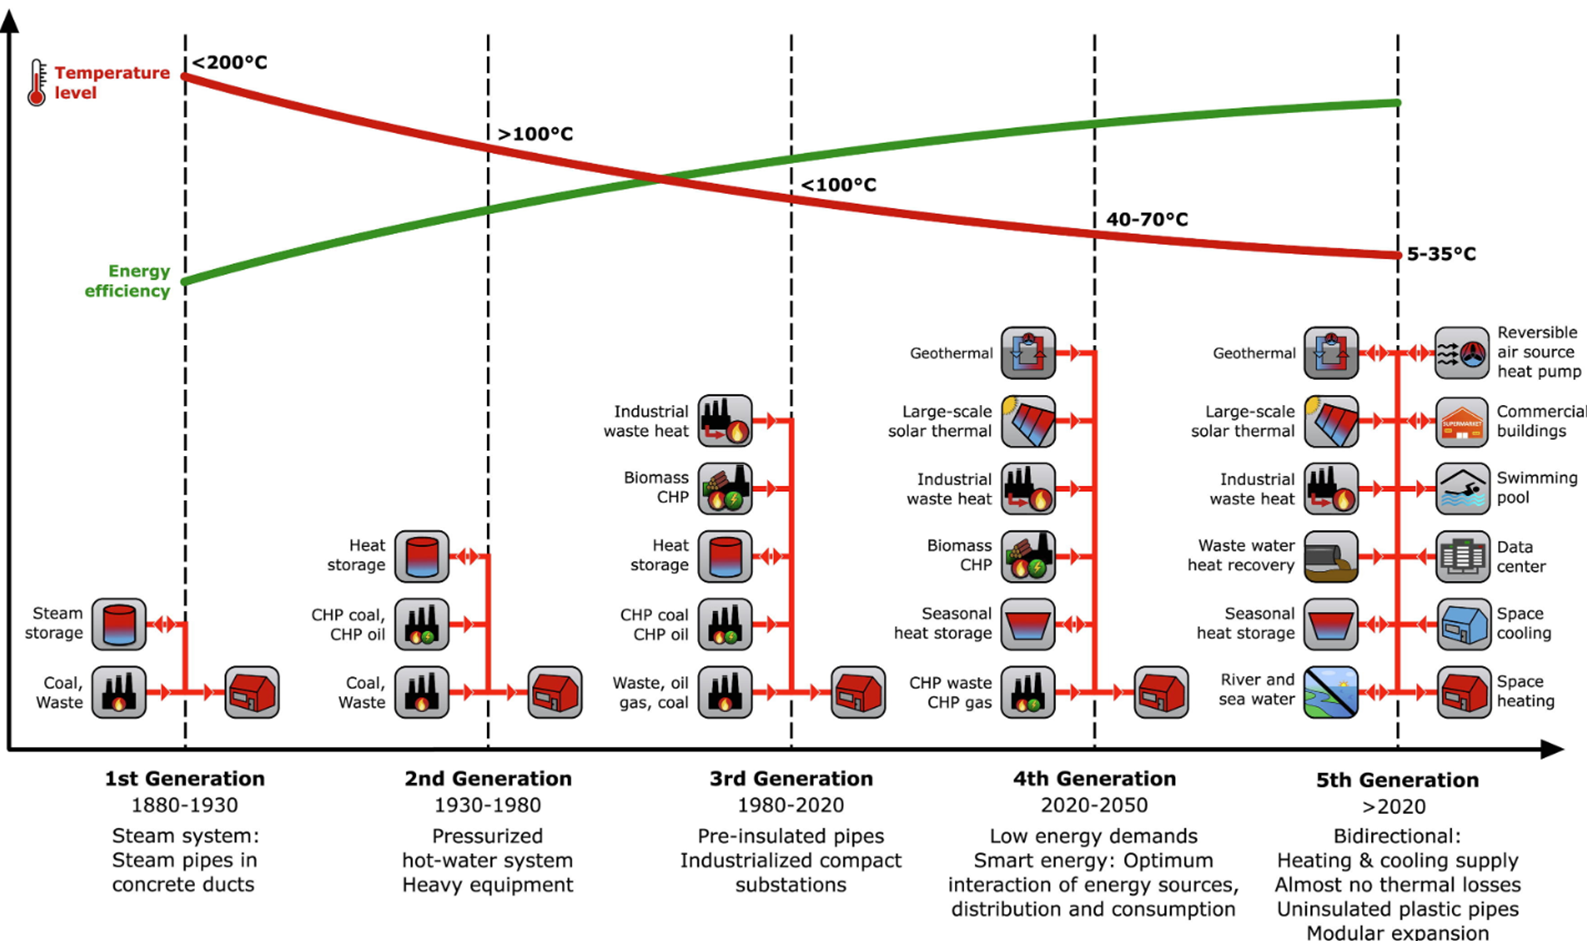 Temperature
level
<200°C
>100°C
<100°C
40-70°C
5-35°C
Energy
efficiency
Steam
storage
Coal,
Waste
Heat
storage
CHP coal,
CHP oil
Coal,
Waste
Industrial
waste heat
Biomass
CHP
Heat
storage
CHP coal
CHP oil
Waste, oil
gas, coal
Geothermal
Large-scale
solar thermal
Industrial
waste heat
Biomass
CHP
Seasonal
heat storage
CHP waste
CHP gas
Geothermal
Large-scale
solar thermal
Industrial
waste heat
Waste water
heat recovery
Seasonal
heat storage
River and
sea water
Reversible
air source
heat pump
SUPERMARKET
Commercial
buildings
Swimming
pool
Data
center
Space
cooling
Space
heating
1st Generation
1880-1930
Steam system:
Steam pipes in
concrete ducts
2nd Generation
1930-1980
Pressurized
hot-water system
Heavy equipment
3rd Generation
1980-2020
Pre-insulated pipes
Industrialized compact
substations
4th Generation
2020-2050
Low energy demands
Smart energy: Optimum
interaction of energy sources,
distribution and consumption
5th Generation
>2020
Bidirectional:
Heating & cooling supply
Almost no thermal losses
Uninsulated plastic pipes
Modular expansion